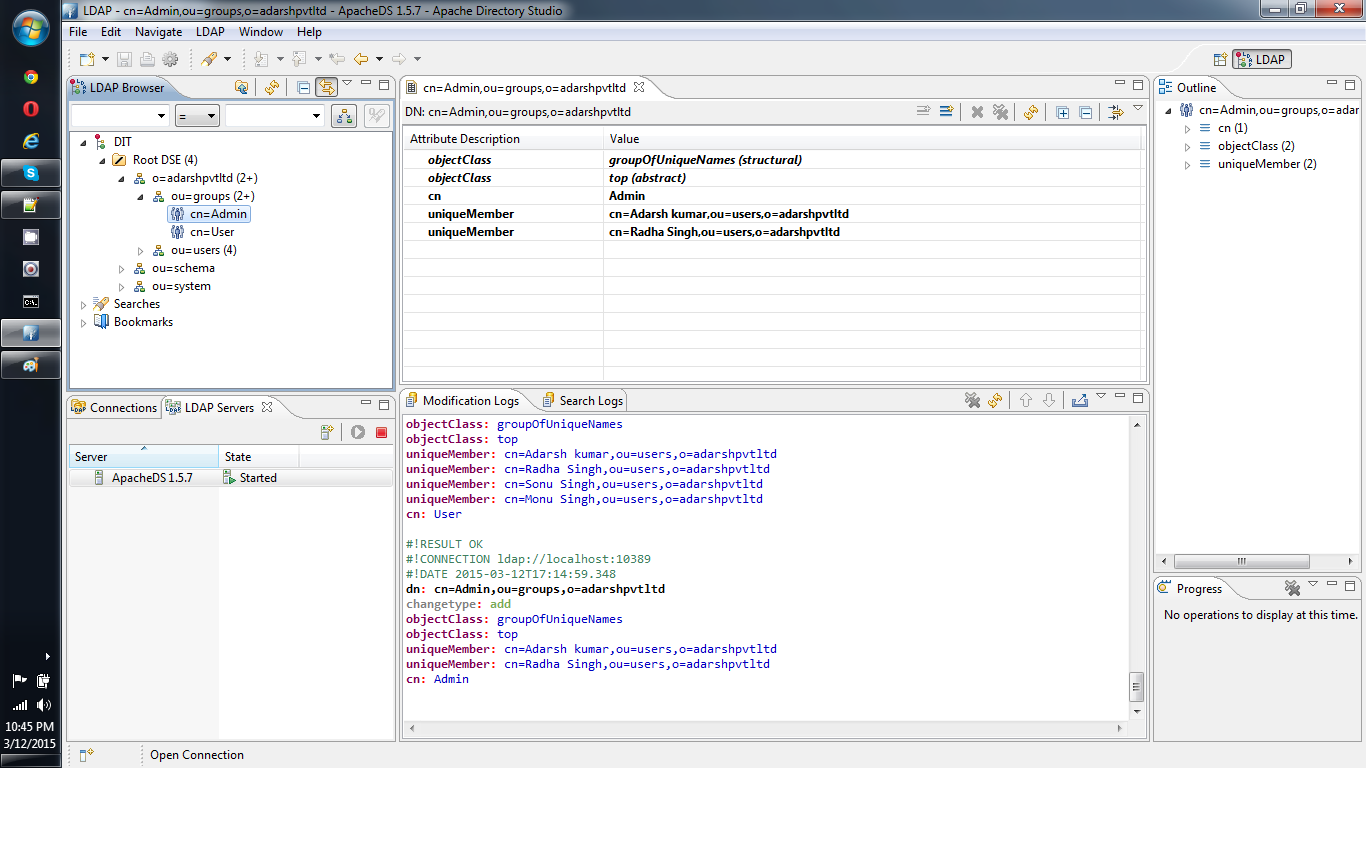 LDAP - cn=Admin,ou=groups,o=adarshpvtltd - ApacheDS 1.5.7 - Apache Directory Studio
File Edit Navigate LDAP Window Help
LDAP
LDAP Browser
=
DIT
Root DSE (4)
o=adarshpvtltd (2+)
ou=groups (2+)
cn=Admin
cn=User
ou=users (4)
ou=schema
ou=system
Searches
Bookmarks
cn=Admin,ou=groups,o=adarshpvtltd
DN: cn=Admin,ou=groups,o=adarshpvtltd
Attribute Description Value
objectClass groupOfUniqueNames (structural)
objectClass top (abstract)
cn Admin
uniqueMember cn=Adarsh kumar,ou=users,o=adarshpvtltd
uniqueMember cn=Radha Singh,ou=users,o=adarshpvtltd
Outline
cn=Admin,ou=groups,o=adar
cn (1)
objectClass (2)
uniqueMember (2)
Connections LDAP Servers
Server State
ApacheDS 1.5.7 Started
Modification Logs Search Logs
objectClass: groupOfUniqueNames
objectClass: top
uniqueMember: cn=Adarsh kumar,ou=users,o=adarshpvtltd
uniqueMember: cn=Radha Singh,ou=users,o=adarshpvtltd
uniqueMember: cn=Sonu Singh,ou=users,o=adarshpvtltd
uniqueMember: cn=Monu Singh,ou=users,o=adarshpvtltd
cn: User
#!RESULT OK
#!CONNECTION ldap://localhost:10389
#!DATE 2015-03-12T17:14:59.348
dn: cn=Admin,ou=groups,o=adarshpvtltd
changetype: add
objectClass: groupOfUniqueNames
objectClass: top
uniqueMember: cn=Adarsh kumar,ou=users,o=adarshpvtltd
uniqueMember: cn=Radha Singh,ou=users,o=adarshpvtltd
cn: Admin
Progress
No operations to display at this time.
Open Connection
10:45 PM
3/12/2015